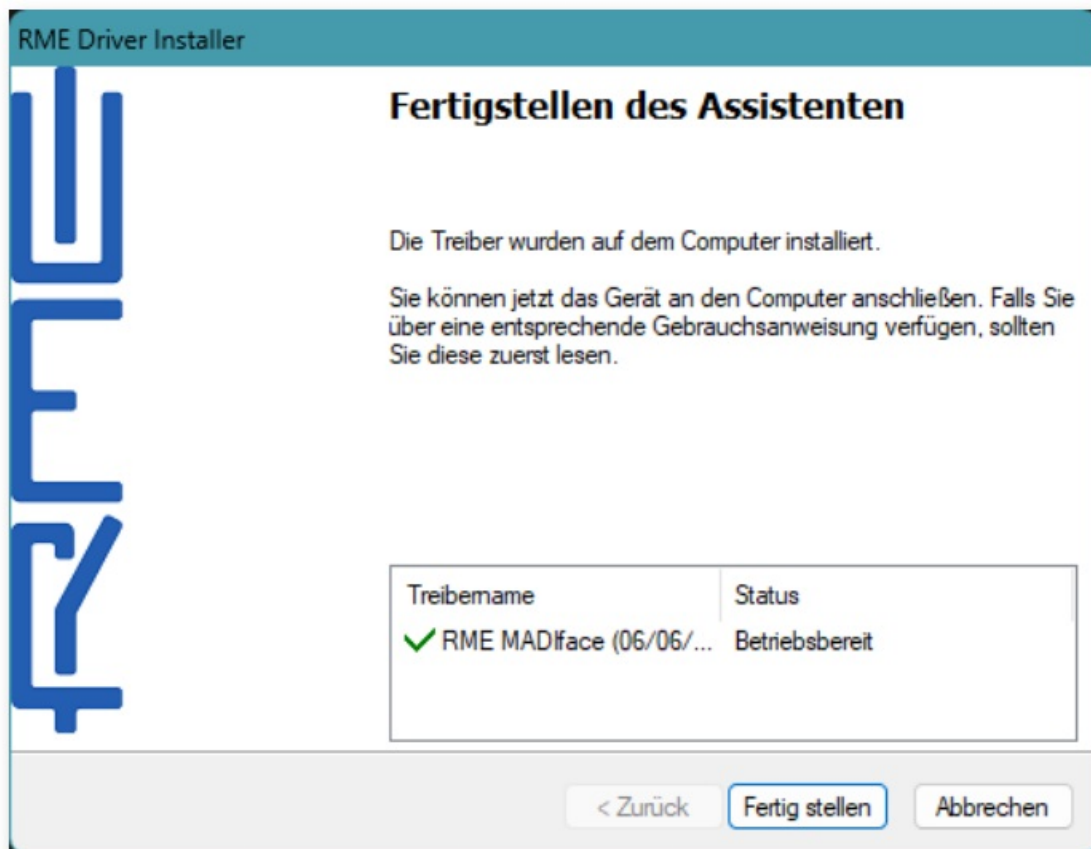 RME Driver Installer
Fertigstellen des Assistenten
Die Treiber wurden auf dem Computer installiert.
Sie können jetzt das Gerät an den Computer anschließen. Falls Sie
über eine entsprechende Gebrauchsanweisung verfügen, sollten
Sie diese zuerst lesen.
Treibername Status
RME MADIface (06/06/... Betriebsbereit
< Zurück Fertig stellen Abbrechen